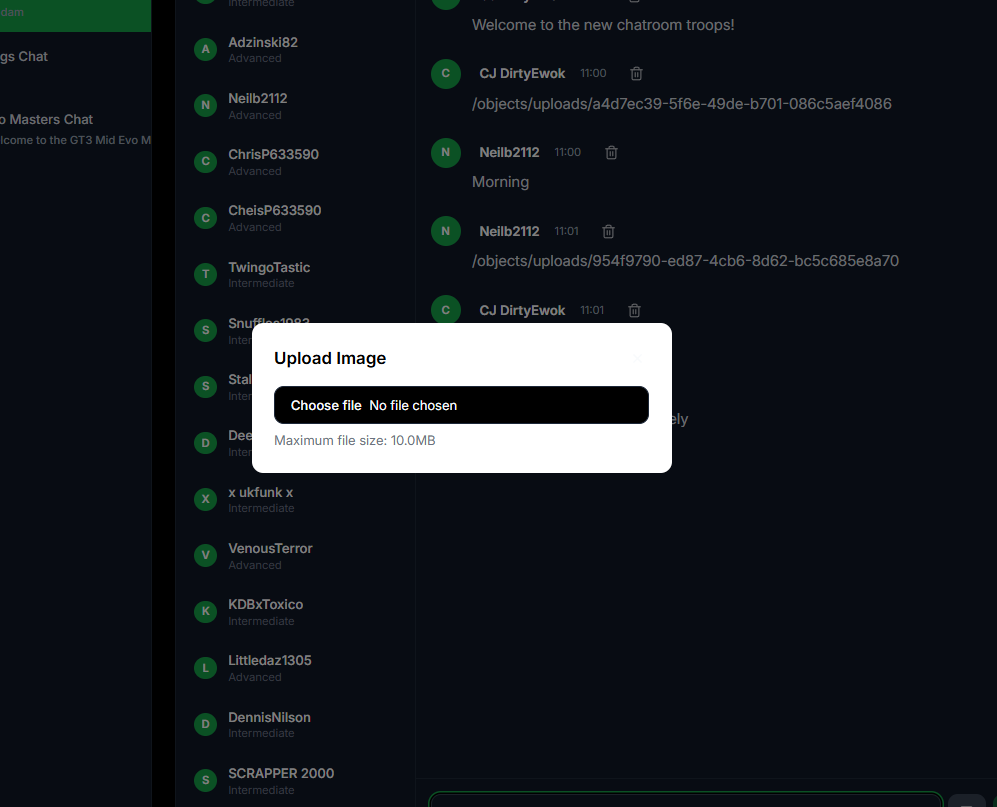 dam
gs Chat
o Masters Chat
lcome to the GT3 Mid Evo M
Intermediate
A
Adzinski82
Advanced
N
Neilb2112
Advanced
C
ChrisP633590
Advanced
C
CheisP633590
Advanced
T
TwingoTastic
Intermediate
S
Snuffles1983
Inter
S
Stal
Inter
D
Dee
Inter
X
x ukfunk x
Intermediate
V
VenousTerror
Advanced
K
KDBxToxico
Intermediate
L
Littledaz1305
Advanced
D
DennisNilson
Intermediate
S
SCRAPPER 2000
Intermediate
Welcome to the new chatroom troops!
C
CJ DirtyEwok 11:00
/objects/uploads/a4d7ec39-5f6e-49de-b701-086c5aef4086
N
Neilb2112 11:00
Morning
N
Neilb2112 11:01
/objects/uploads/954f9790-ed87-4cb6-8d62-bc5c685e8a70
C
CJ DirtyEwok 11:01
ely
Upload Image
Choose file No file chosen
Maximum file size: 10.0MB